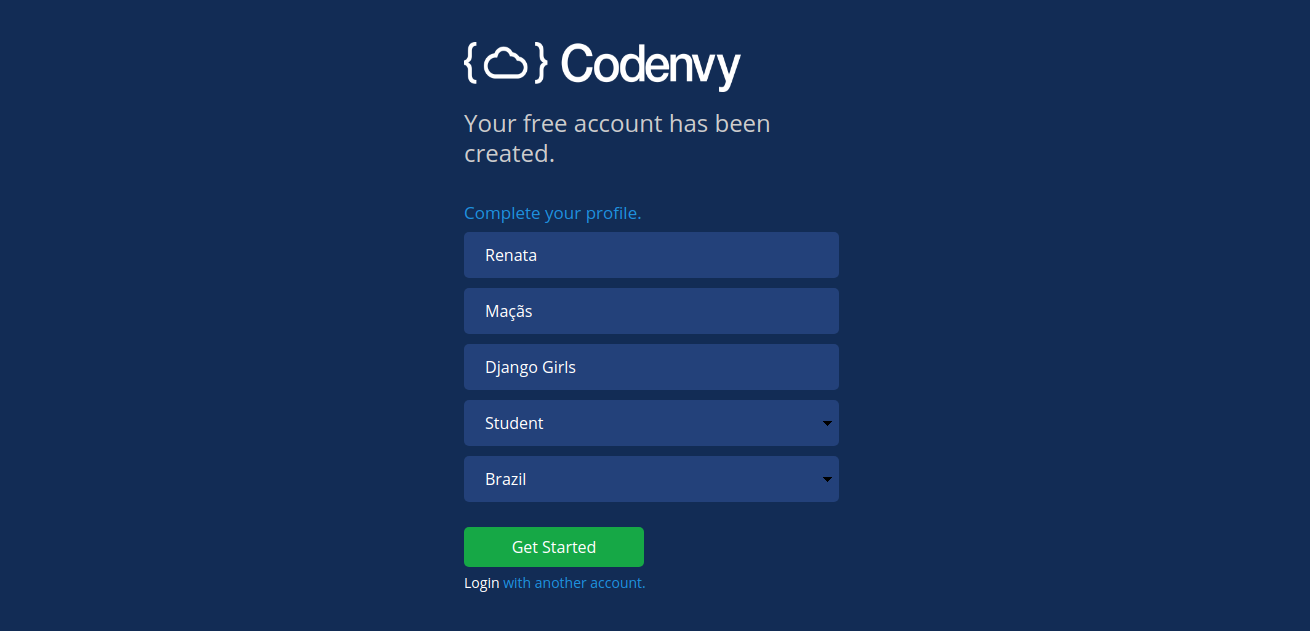 { } Codenvy
Your free account has been
created.
Complete your profile.
Renata
Maçãs
Django Girls
Student
Brazil
Get Started
Login with another account.